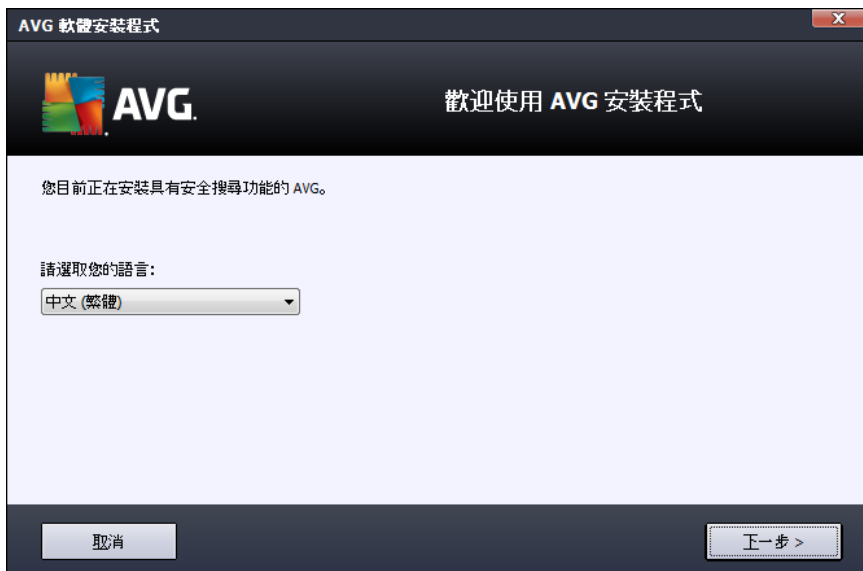 AVG 軟體安裝程式
AVG.
歡迎使用 AVG 安裝程式
您目前正在安裝具有安全搜尋功能的 AVG。
請選取您的語言:
中文 (繁體)
取消
下一步 >